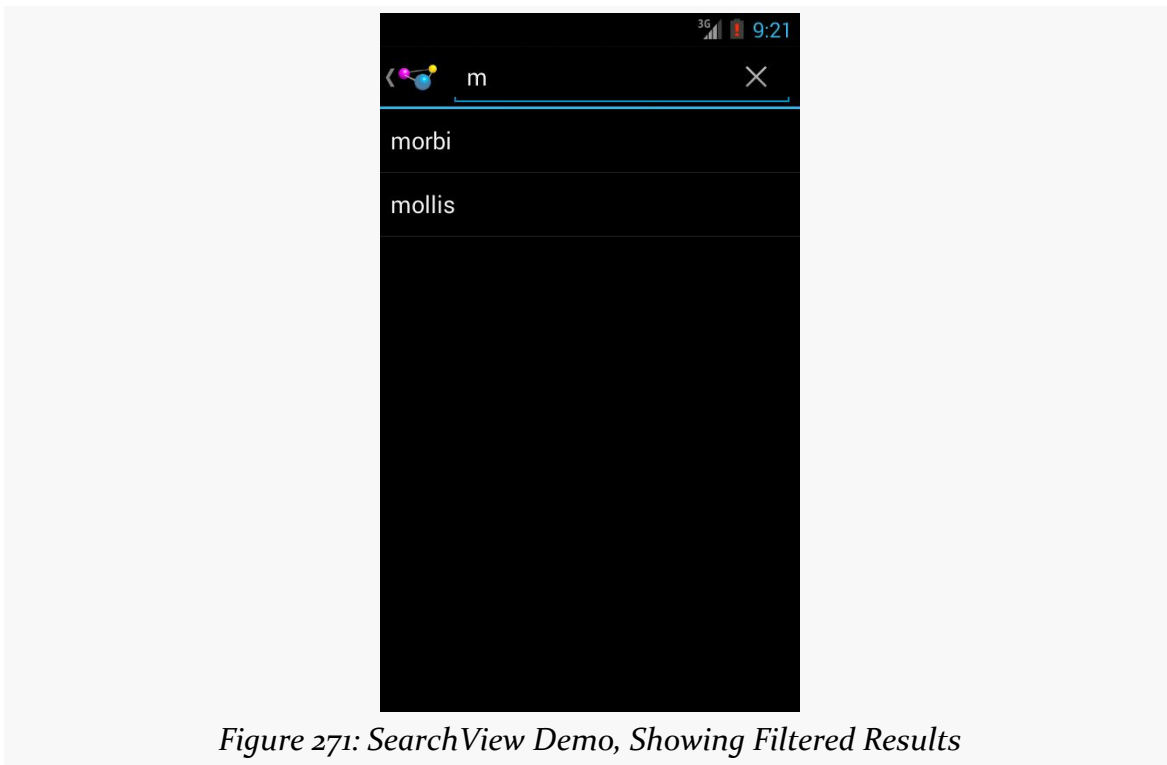 3G 9:21
m
morbi
mollis
Figure 271: SearchView Demo, Showing Filtered Results